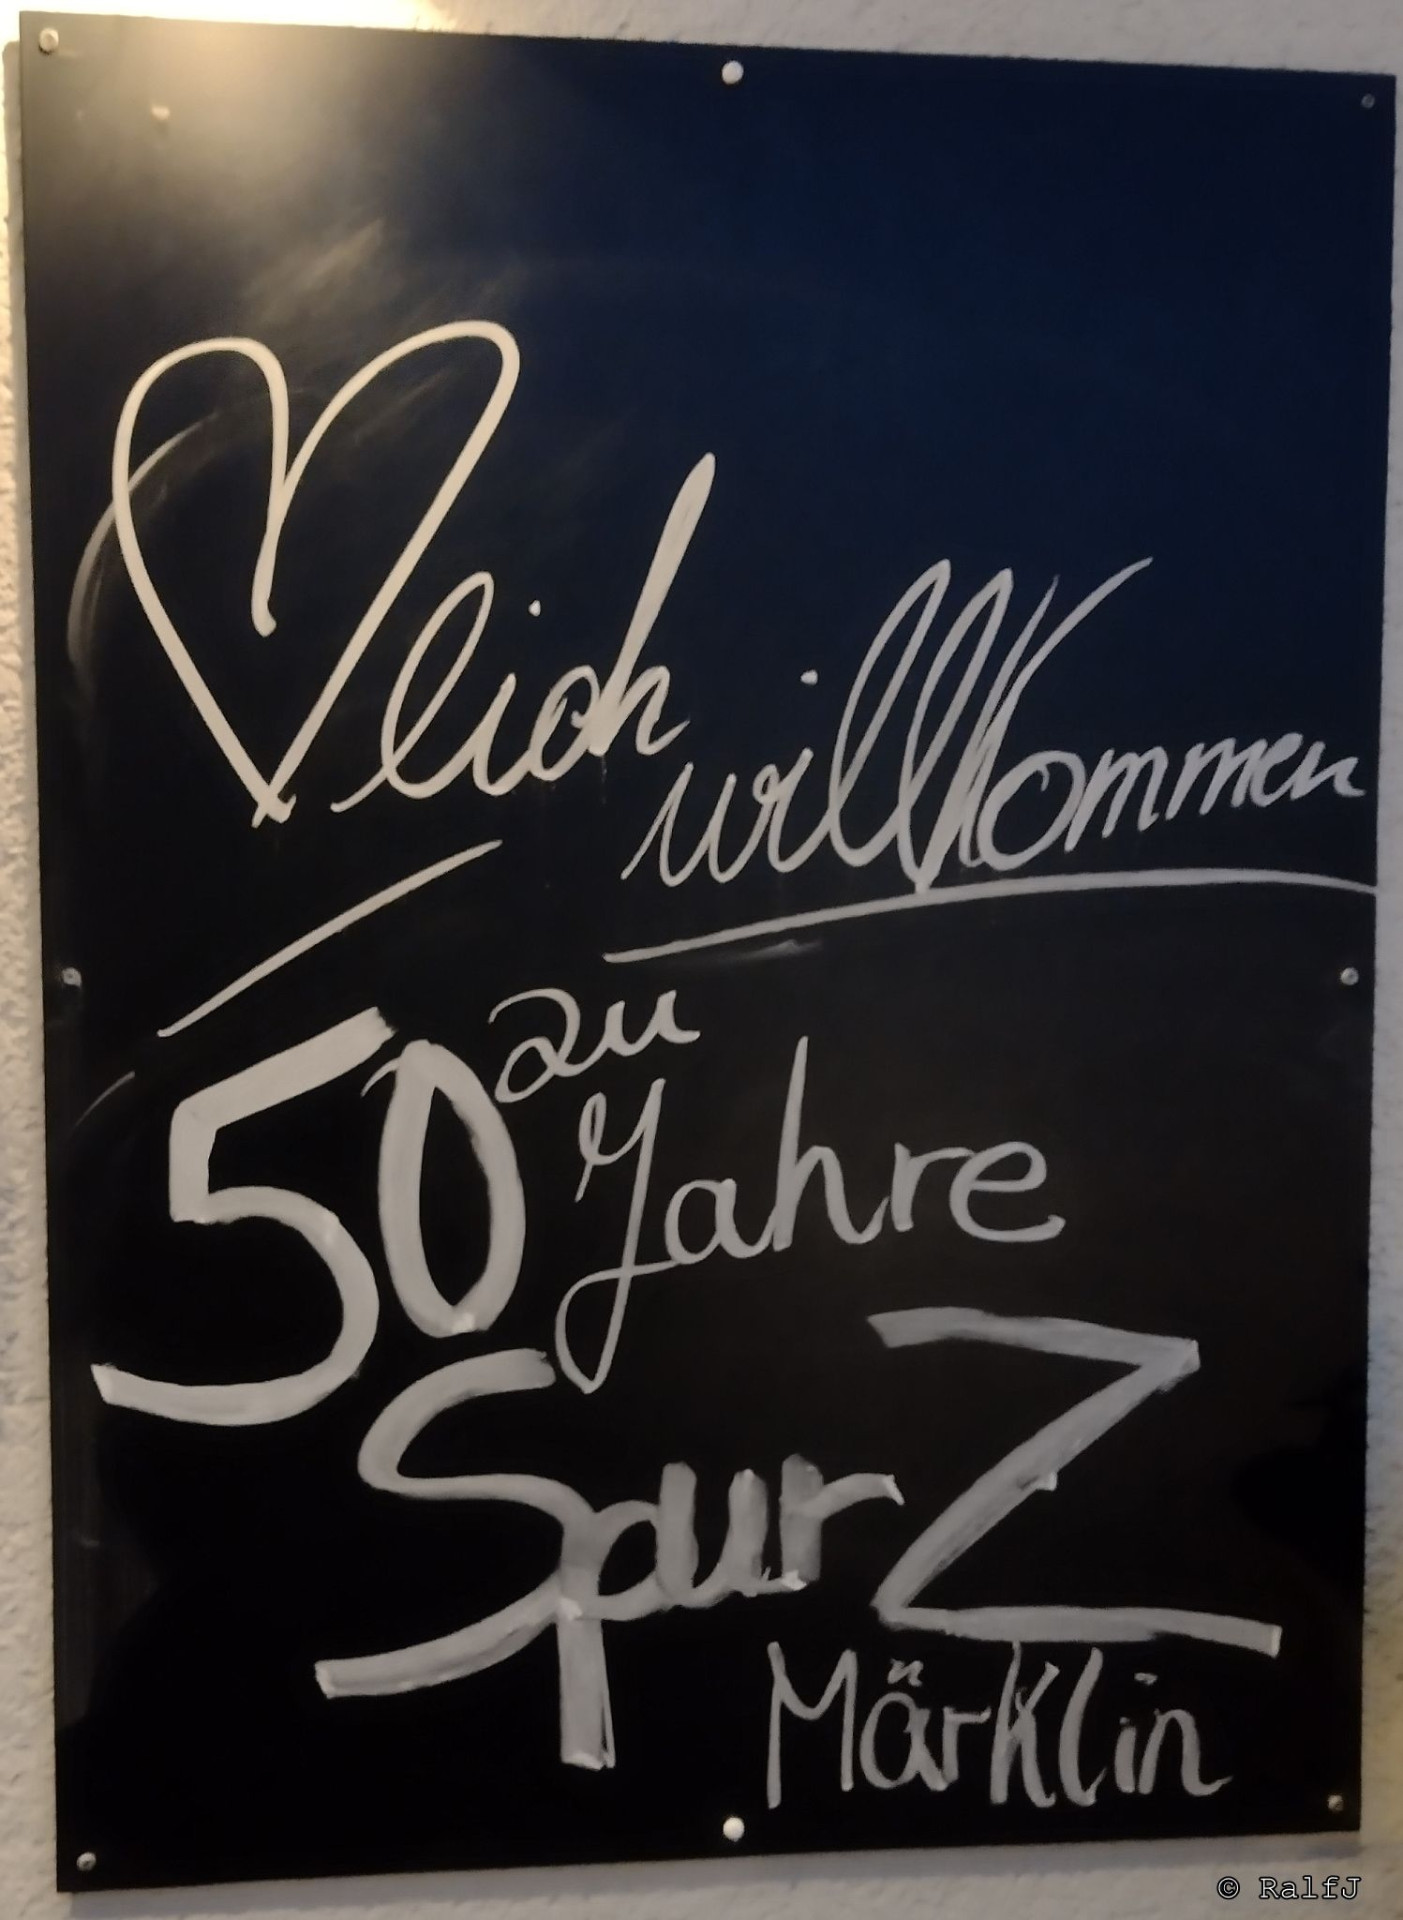 ♡lich willkommen
zu
50 Jahre
Spur Z
Märklin
© RalfJ